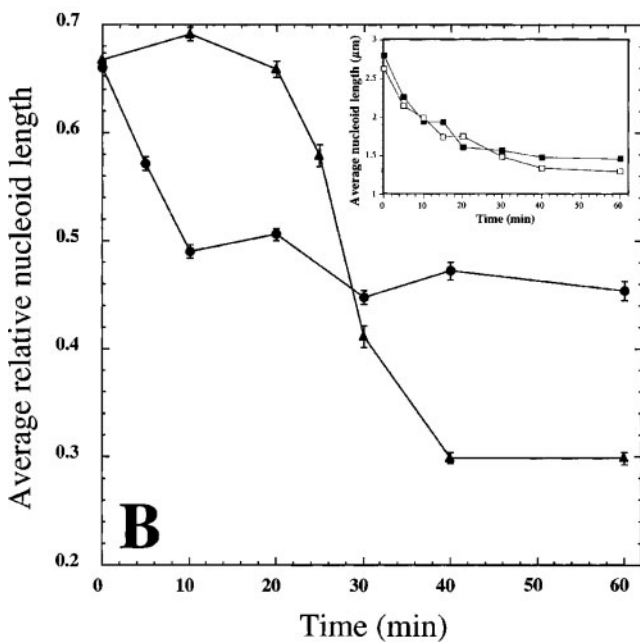 Average relative nucleoid length
0.7
0.6
0.5
0.4
0.3
0.2
0 10 20 30 40 50 60
Time (min)
B
Average nucleoid length (µm)
3
2.5
2
1.5
1
0 10 20 30 40 50 60
Time (min)